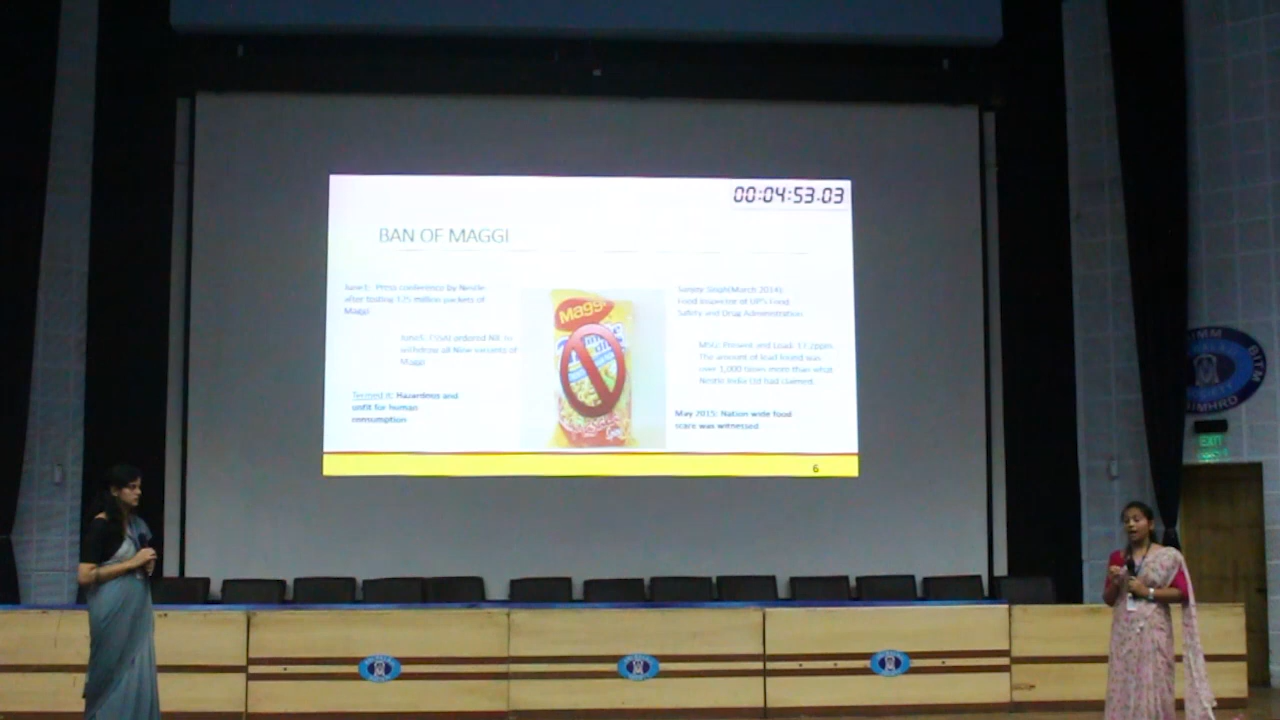 00:04:53.03
BAN OF MAGGI
June1: Press conference by Nestle
after testing 125 million packets of
Maggi
June5: FSSAI ordered NIL to
withdraw all Nine variants of
Maggi
Termed it: Hazardous and
unfit for human
consumption
Maggi
Sanjay Singh(March 2014):
Food Inspector of UP's Food
Safety and Drug Administration
MSG: Present and Lead: 17.2ppm
The amount of lead found was
over 1,000 times more than what
Nestle India Ltd had claimed
May 2015: Nation wide food
scare was witnessed
6
EXIT